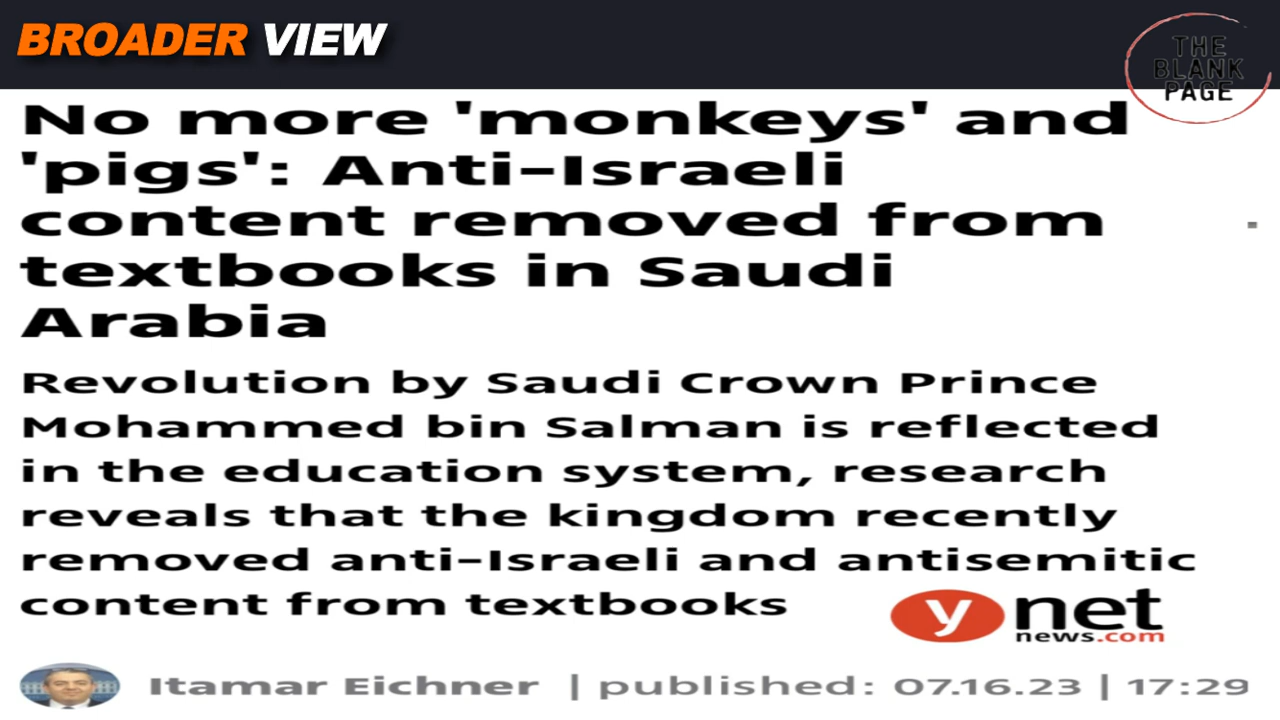 BROADER VIEW
THE
BLANK
PAGE
No more 'monkeys' and
'pigs': Anti-Israeli
content removed from
textbooks in Saudi
Arabia
Revolution by Saudi Crown Prince
Mohammed bin Salman is reflected
in the education system, research
reveals that the kingdom recently
removed anti-Israeli and antisemitic
content from textbooks
y net
news.com
Itamar Eichner | published: 07.16.23 | 17:29